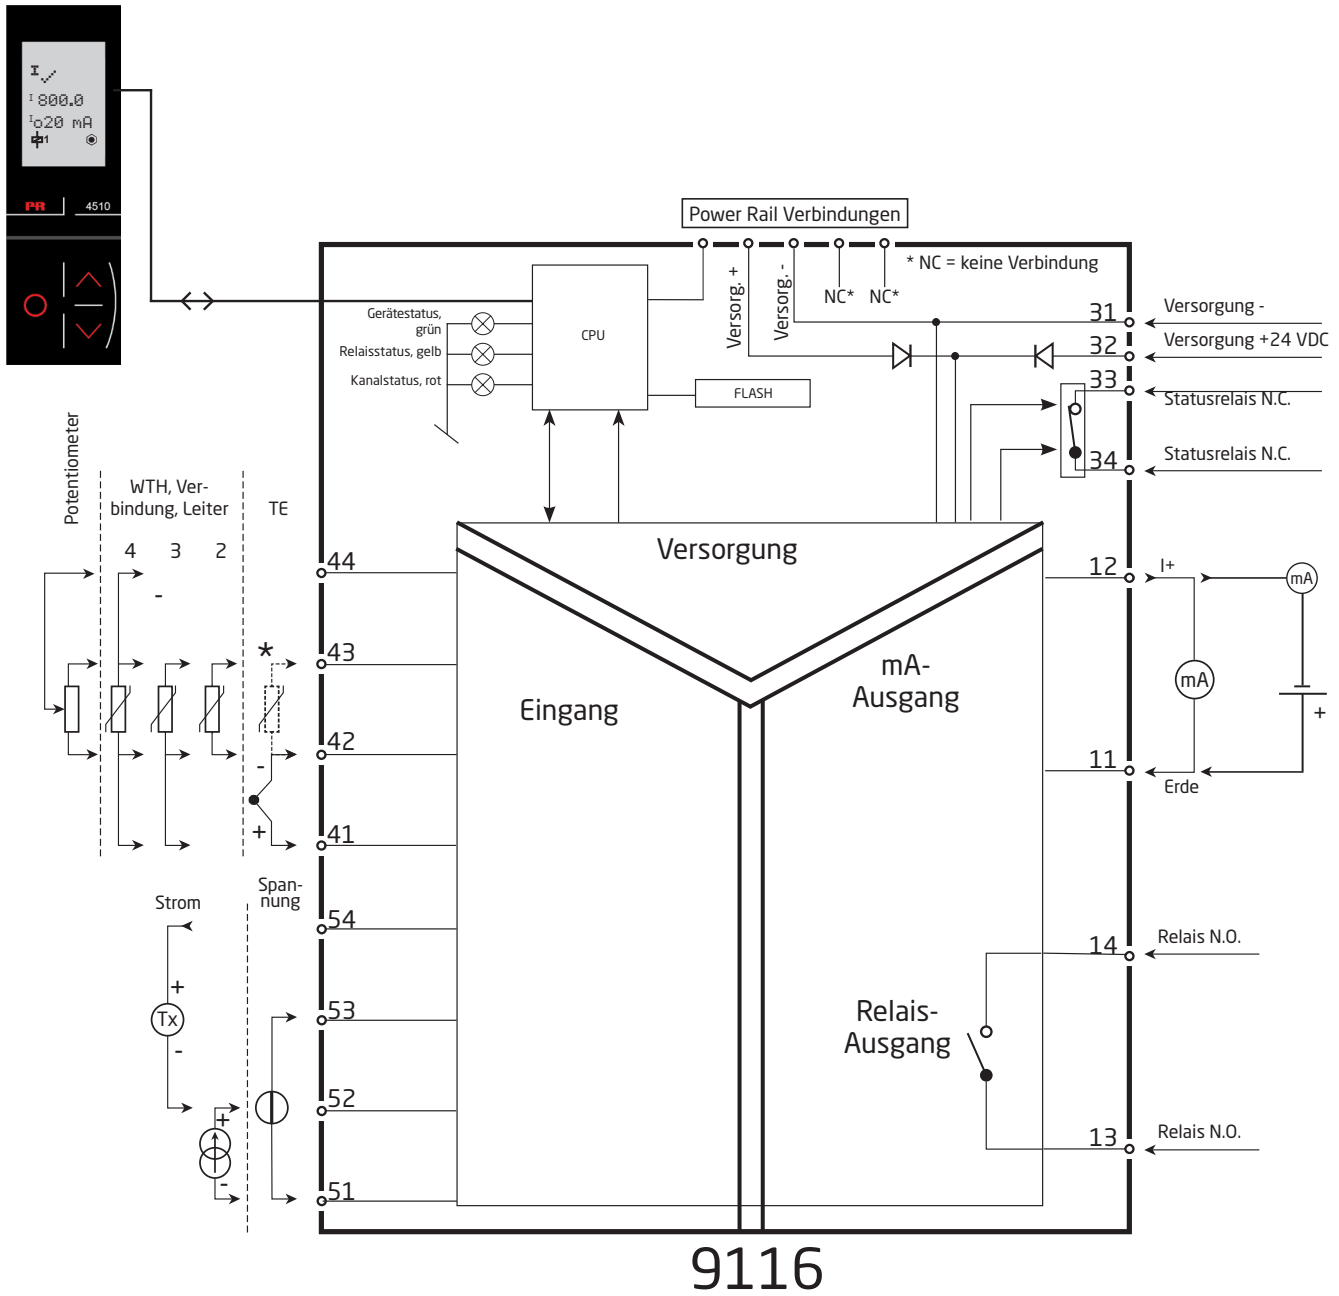 I
I 800.0
Io20 mA
1
PR 4510
Power Rail Verbindungen
* NC = keine Verbindung
Versorg. +
Versorg. -
NC* NC*
Gerätestatus,
grün
Relaisstatus, gelb
Kanalstatus, rot
CPU
FLASH
31 Versorgung -
32 Versorgung +24 VDC
33
Statusrelais N.C.
34 Statusrelais N.C.
Potentiometer
WTH, Ver-
bindung, Leiter
TE
4 3 2
-
*
-
+
44
43
42
41
Versorgung
Eingang
mA-
Ausgang
12 I+
mA
mA
+
11
Erde
Strom
Span-
nung
+
Tx
-
+
-
54
53
52
51
Relais-
Ausgang
14 Relais N.O.
13 Relais N.O.
9116